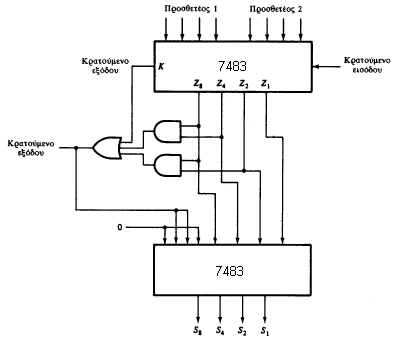 Προσθετέος 1 Προσθετέος 2
Κρατούμενο
εξόδου
K
7483
Κρατούμενο
εισόδου
Z8 Z4 Z2 Z1
Κρατούμενο
εξόδου
0
7483
S8 S4 S2 S1